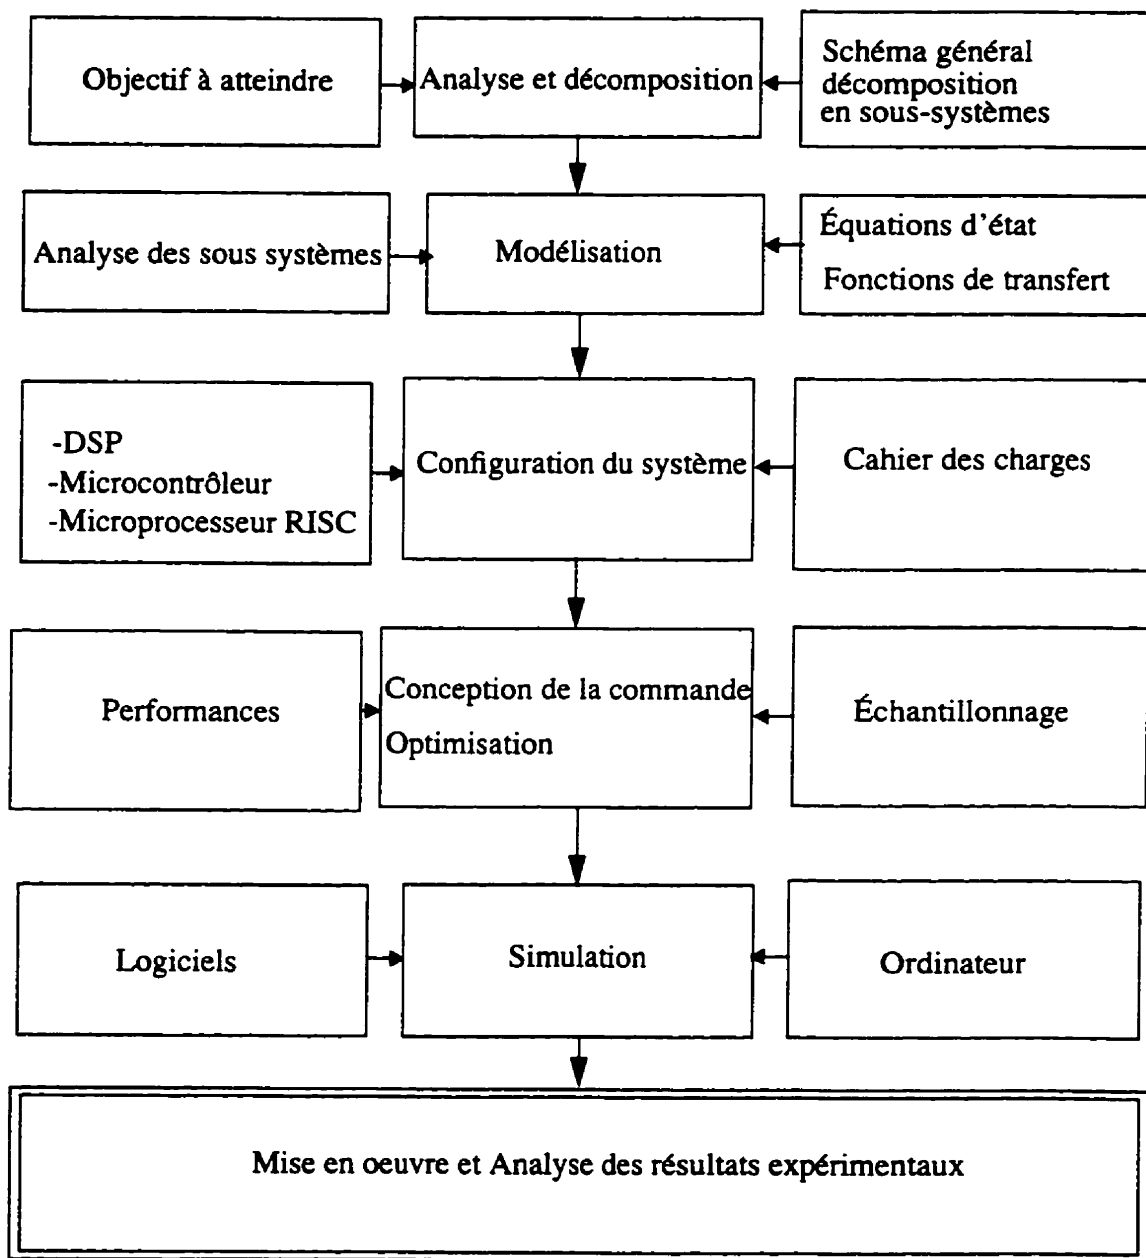 Objectif à atteindre
Analyse et décomposition
Schéma général
décomposition
en sous-systèmes
Analyse des sous systèmes
Modélisation
Équations d'état
Fonctions de transfert
-DSP
-Microcontrôleur
-Microprocesseur RISC
Configuration du système
Cahier des charges
Performances
Conception de la commande
Optimisation
Échantillonnage
Logiciels
Simulation
Ordinateur
Mise en oeuvre et Analyse des résultats expérimentaux